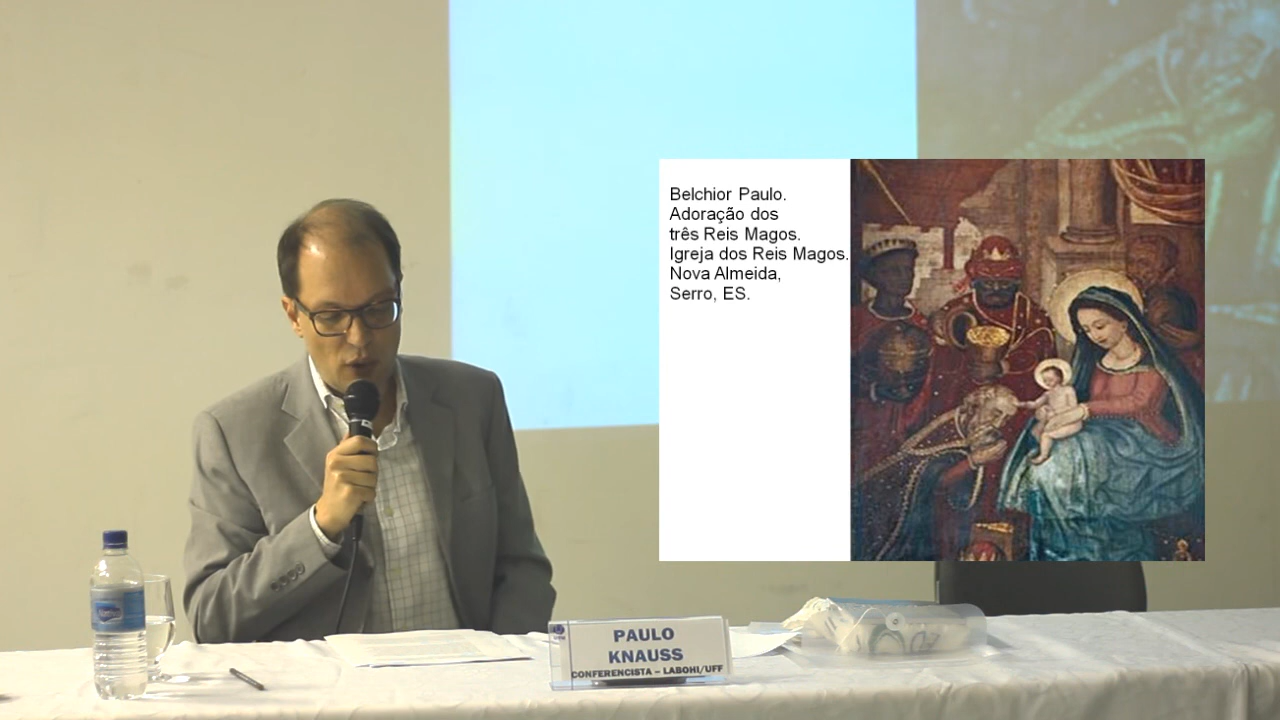 Belchior Paulo.
Adoração dos
três Reis Magos.
Igreja dos Reis Magos.
Nova Almeida,
Serro, ES.
PAULO
KNAUSS
CONFERENCISTA – LABOHI/UFF